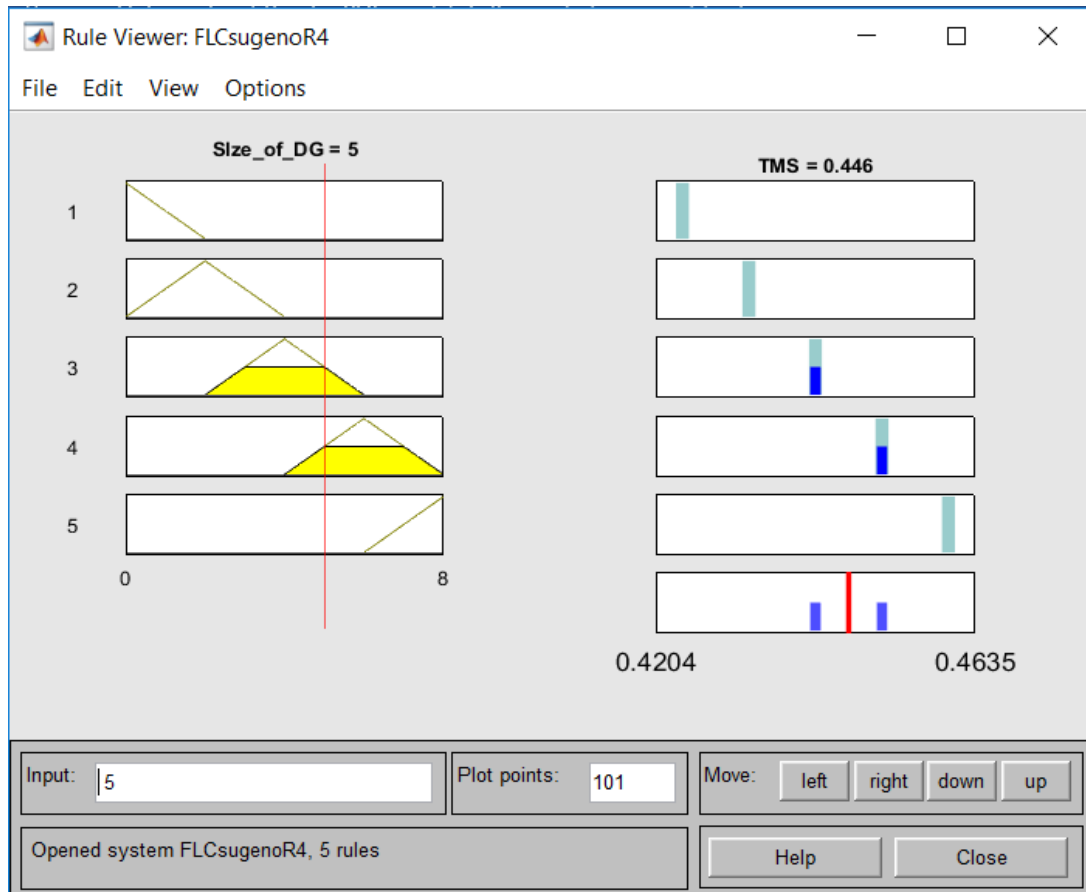 Rule Viewer: FLCsugenoR4
File Edit View Options
SIze_of_DG = 5
TMS = 0.446
1
2
3
4
5
0 8
0.4204 0.4635
Input: 5 Plot points: 101 Move: left right down up
Opened system FLCsugenoR4, 5 rules Help Close